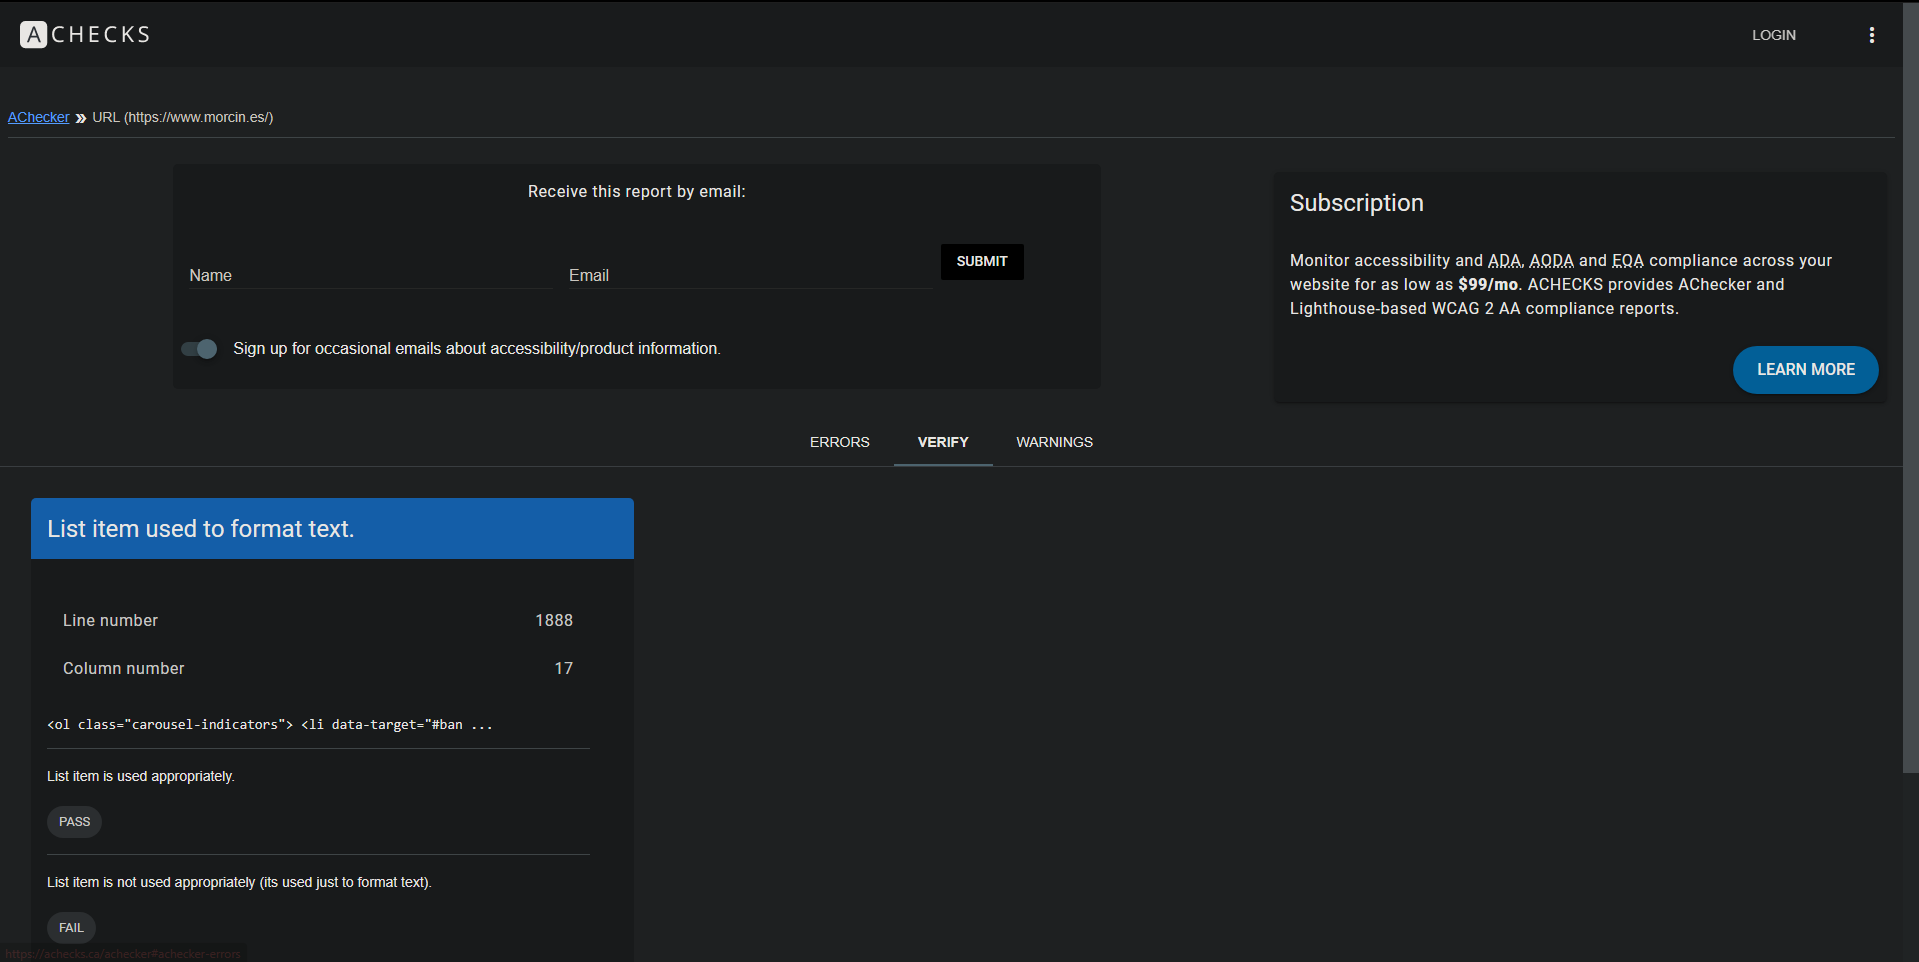 ACHECKS
LOGIN
AChecker » URL (https://www.morcin.es/)
Receive this report by email:
Name
Email
SUBMIT
Sign up for occasional emails about accessibility/product information.
Subscription
Monitor accessibility and ADA, AODA and EQA compliance across your
website for as low as $99/mo. ACHECKS provides AChecker and
Lighthouse-based WCAG 2 AA compliance reports.
LEARN MORE
ERRORS
VERIFY
WARNINGS
List item used to format text.
Line number 1888
Column number 17
<ol class="carousel-indicators"> <li data-target="#ban ...
List item is used appropriately.
PASS
List item is not used appropriately (its used just to format text).
FAIL
https://achecks.ca/achecker#achecker-errors